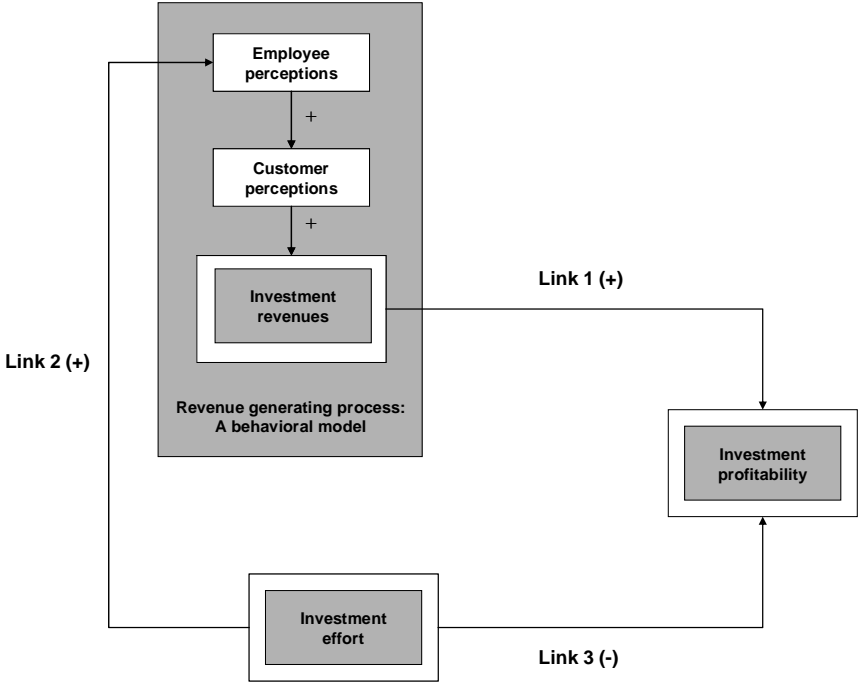 Employee
perceptions
+
Customer
perceptions
+
Investment
revenues
Revenue generating process:
A behavioral model
Link 1 (+)
Link 2 (+)
Investment
profitability
Investment
effort
Link 3 (-)